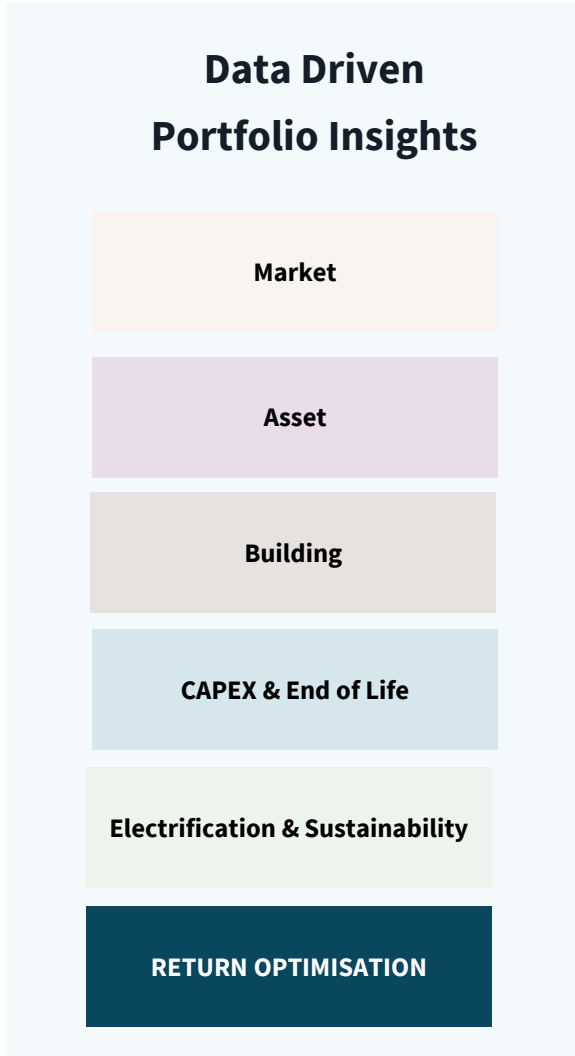 Data Driven
Portfolio Insights
Market
Asset
Building
CAPEX & End of Life
Electrification & Sustainability
RETURN OPTIMISATION